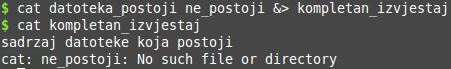 $ cat datoteka_postoji ne_postoji &> kompletan_izvjestaj
$ cat kompletan_izvjestaj
sadrzaj datoteke koja postoji
cat: ne_postoji: No such file or directory